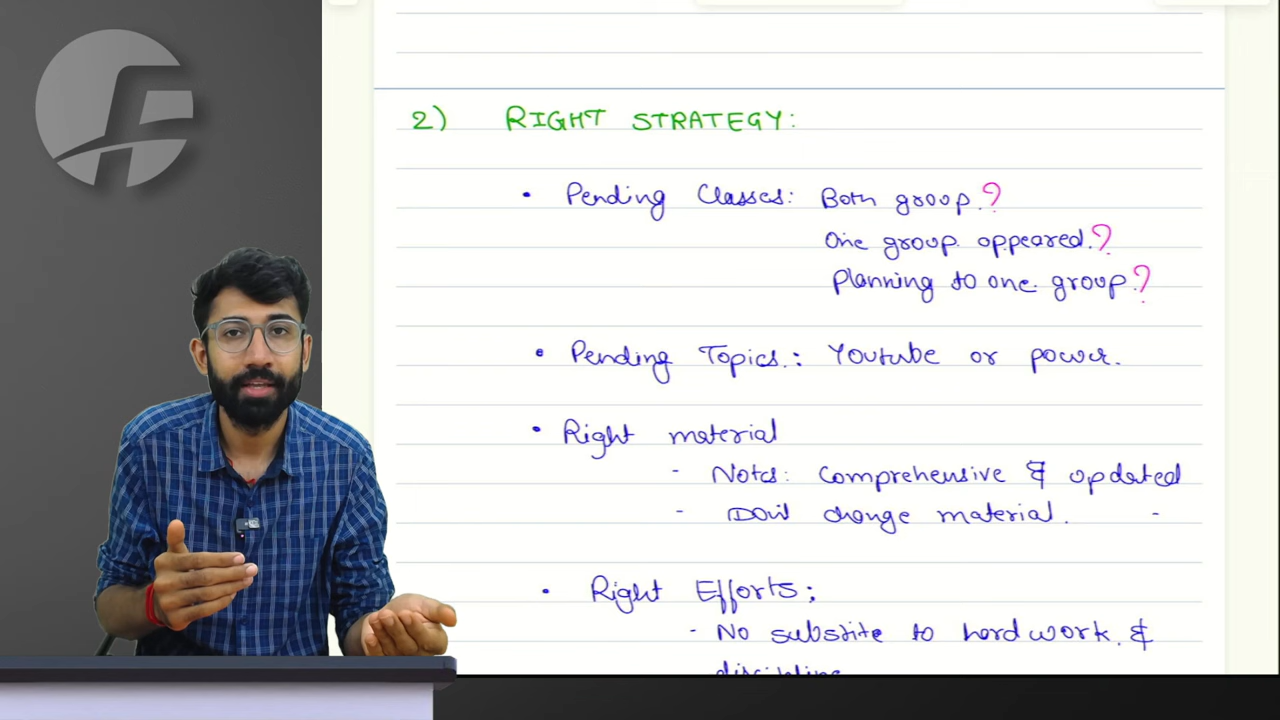 2) RIGHT STRATEGY:
• Pending Classes: Both group.?
One group appeared.?
Planning to one group?
• Pending Topics.: Youtube or power.
• Right material
- Notes: Comprehensive & updated
- Don't change material. -
• Right Efforts;
- No substite to hardwork. &
discipline